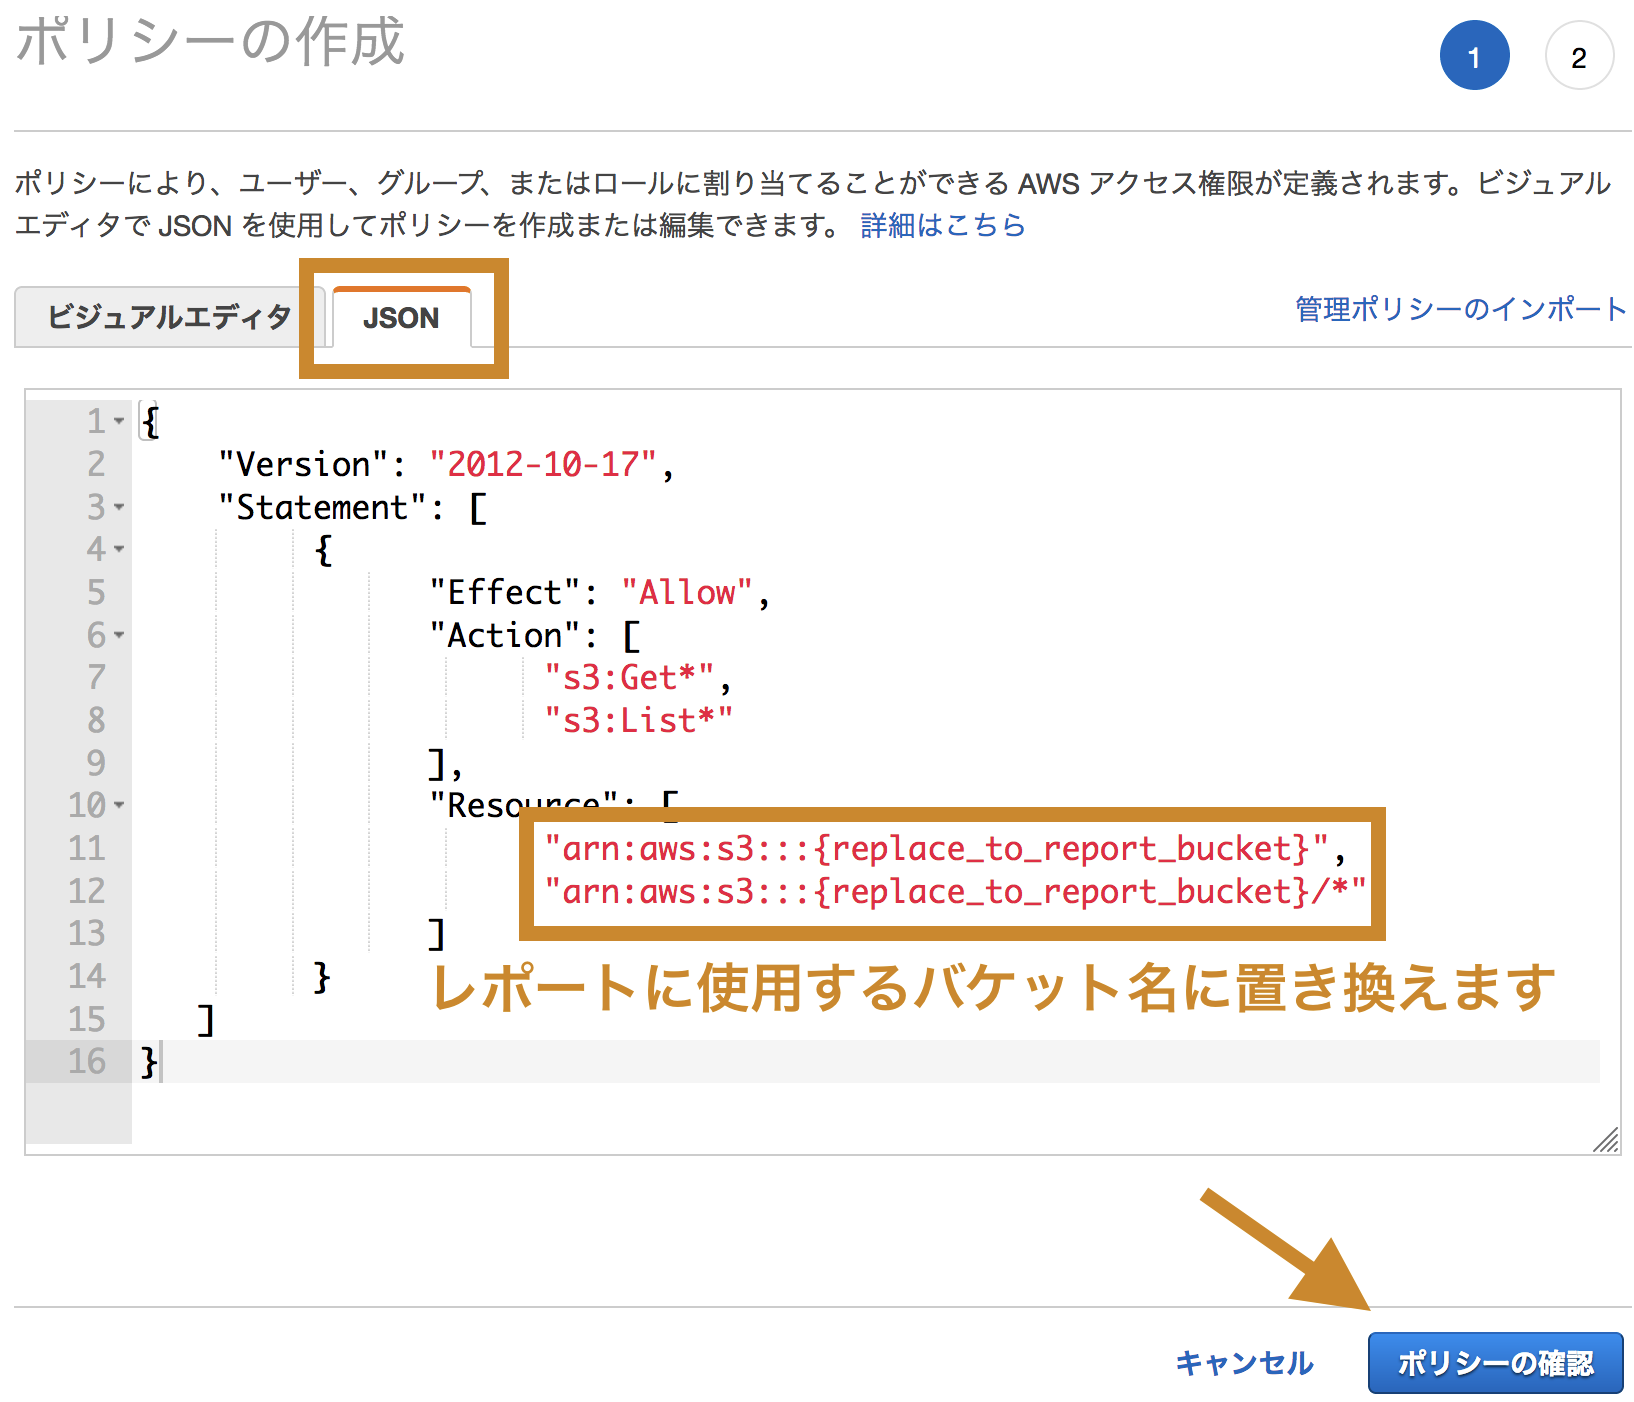 ポリシーの作成
1
2
ポリシーにより、ユーザー、グループ、またはロールに割り当てることができる AWS アクセス権限が定義されます。ビジュアル
エディタで JSON を使用してポリシーを作成または編集できます。 詳細はこちら
ビジュアルエディタ
JSON
管理ポリシーのインポート
1 {
2 "Version": "2012-10-17",
3 "Statement": [
4 {
5 "Effect": "Allow",
6 "Action": [
7 "s3:Get*",
8 "s3:List*"
9 ],
10 "Resource": [
11 "arn:aws:s3:::{replace_to_report_bucket}",
12 "arn:aws:s3:::{replace_to_report_bucket}/*"
13 ]
14 }
レポートに使用するバケット名に置き換えます
15 ]
16 }
キャンセル
ポリシーの確認